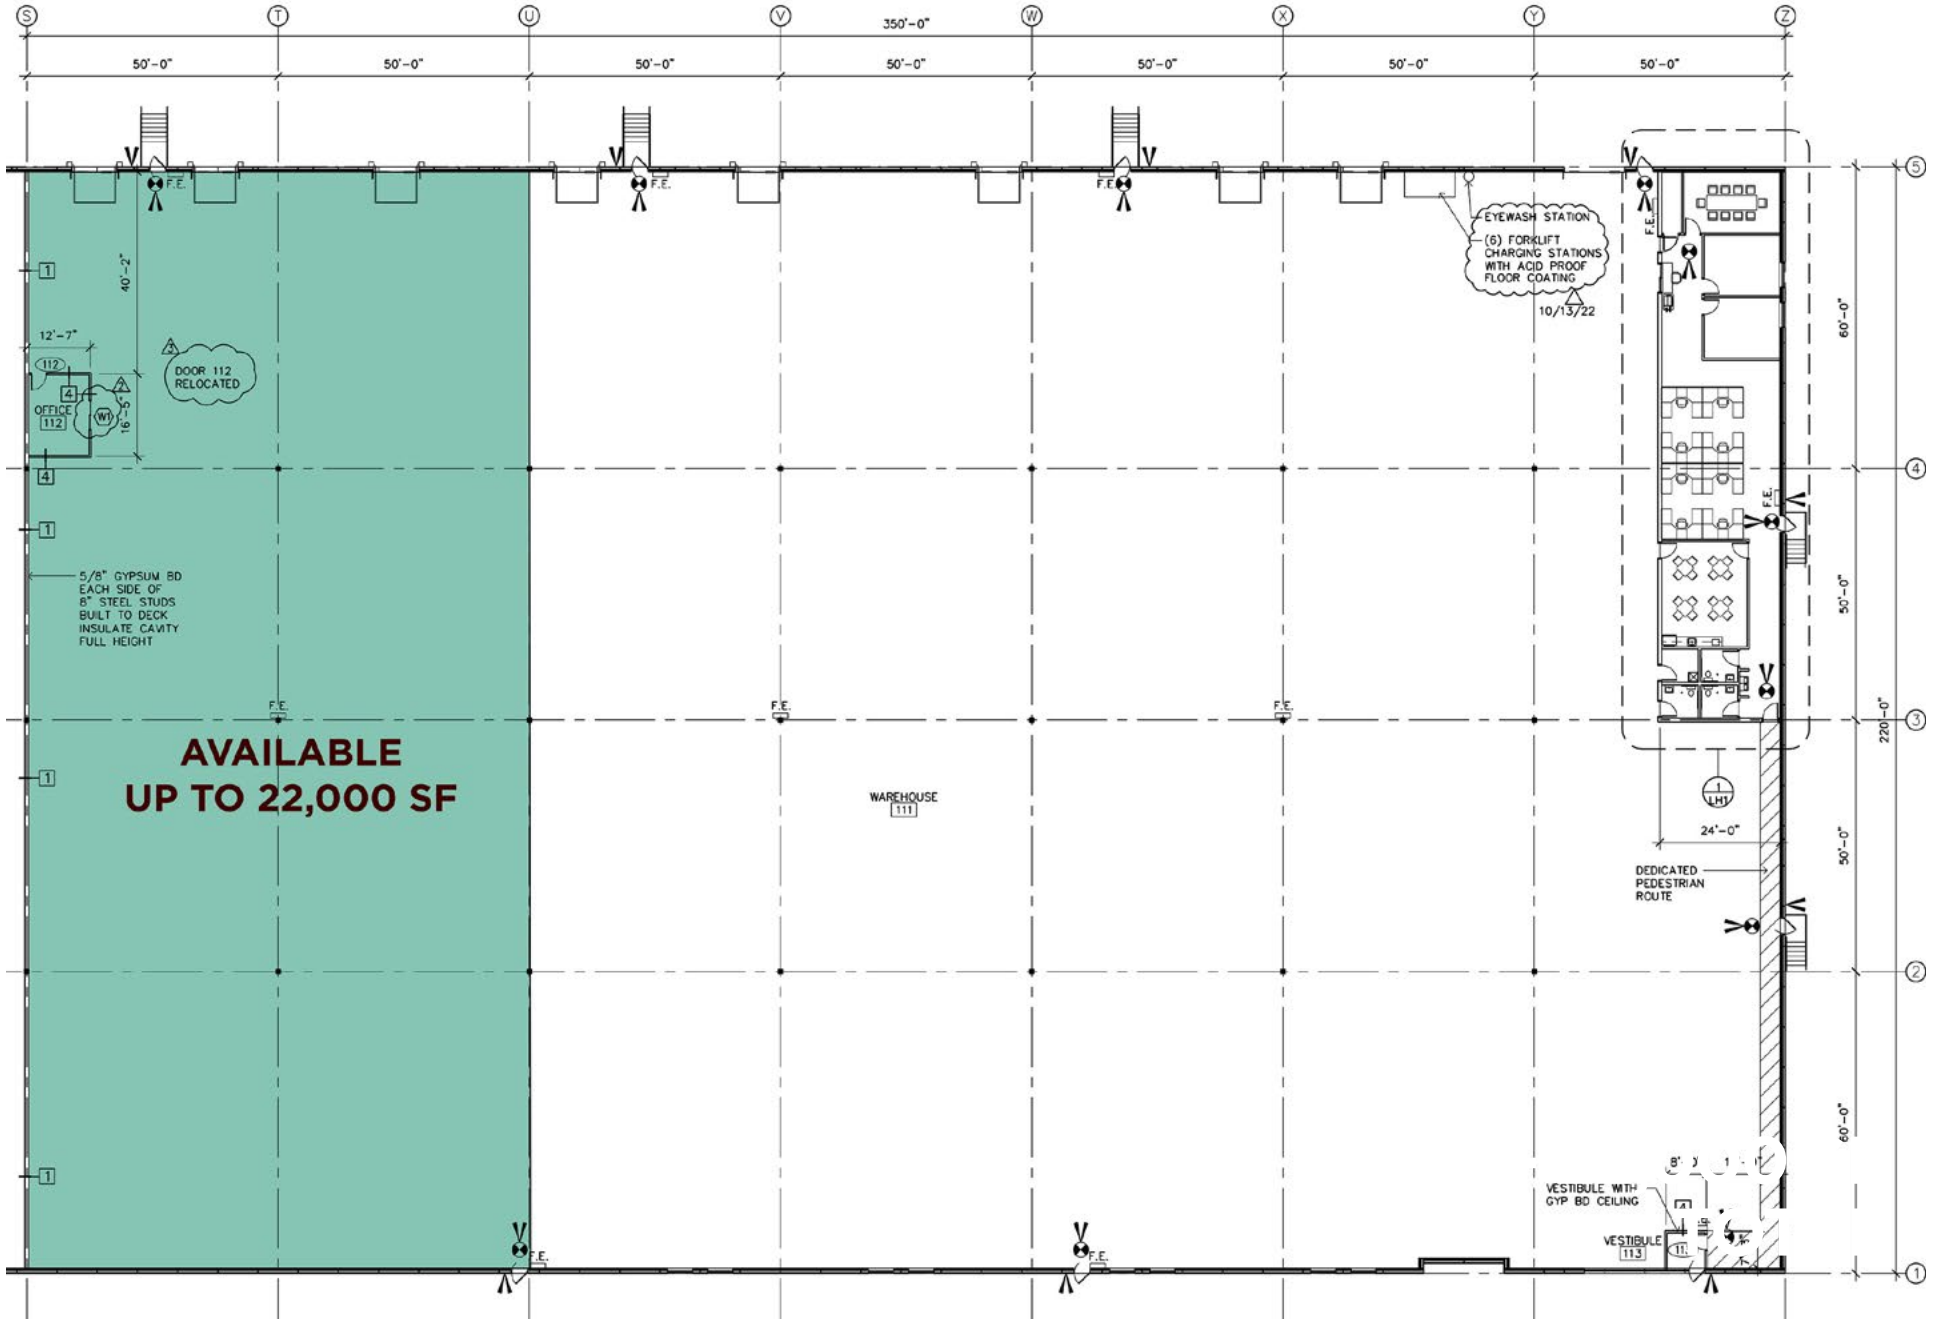 S T U V W X Y Z
350'-0"
50'-0" 50'-0" 50'-0" 50'-0" 50'-0" 50'-0" 50'-0"
5
F.E. F.E. F.E. F.E.
EYEWASH STATION
(6) FORKLIFT
CHARGING STATIONS
WITH ACID PROOF
FLOOR COATING
10/13/22
40'-2"
1
60'-0"
12'-7"
112
3
DOOR 112
RELOCATED
2
4
OFFICE
112
W1
16'-5"
4
4
F.E.
1
5/8" GYPSUM BD
EACH SIDE OF
8" STEEL STUDS
BUILT TO DECK
INSULATE CAVITY
FULL HEIGHT
50'-0"
F.E. F.E. F.E.
3
220'-0"
AVAILABLE
UP TO 22,000 SF
1
WAREHOUSE
111
1
LH1
24'-0"
50'-0"
DEDICATED
PEDESTRIAN
ROUTE
2
60'-0"
1
VESTIBULE WITH
GYP BD CEILING
VESTIBULE
113
F.E. F.E.
1